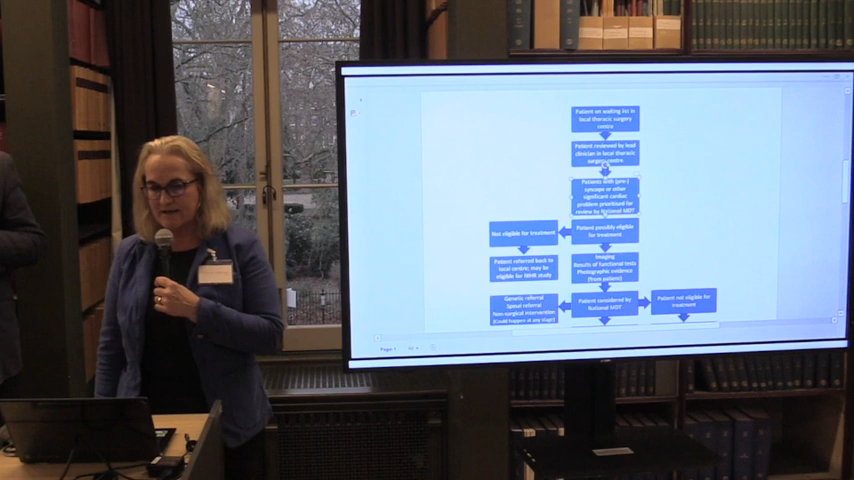 Patient on waiting list in
local thoracic surgery
centre
Patient reviewed by lead
clinician in local thoracic
surgery centre
Patients with (pre-)
syncope or other
significant cardiac
problem prioritised for
review by National MDT
Not eligible for treatment
Patient possibly eligible
for treatment
Patient referred back to
local centre; may be
eligible for NIHR study
Imaging
Results of functional tests
Photographic evidence
(from patient)
Genetic referral
Spinal referral
Non-surgical intervention
(Could happen at any stage)
Patient considered by
National MDT
Patient not eligible for
treatment